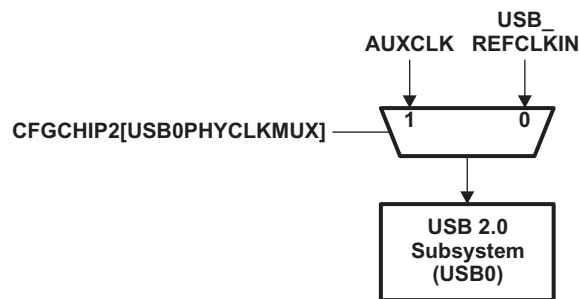 USB_
AUXCLK REFCLKIN
1 0
CFGCHIP2[USB0PHYCLKMUX]
USB 2.0
Subsystem
(USB0)